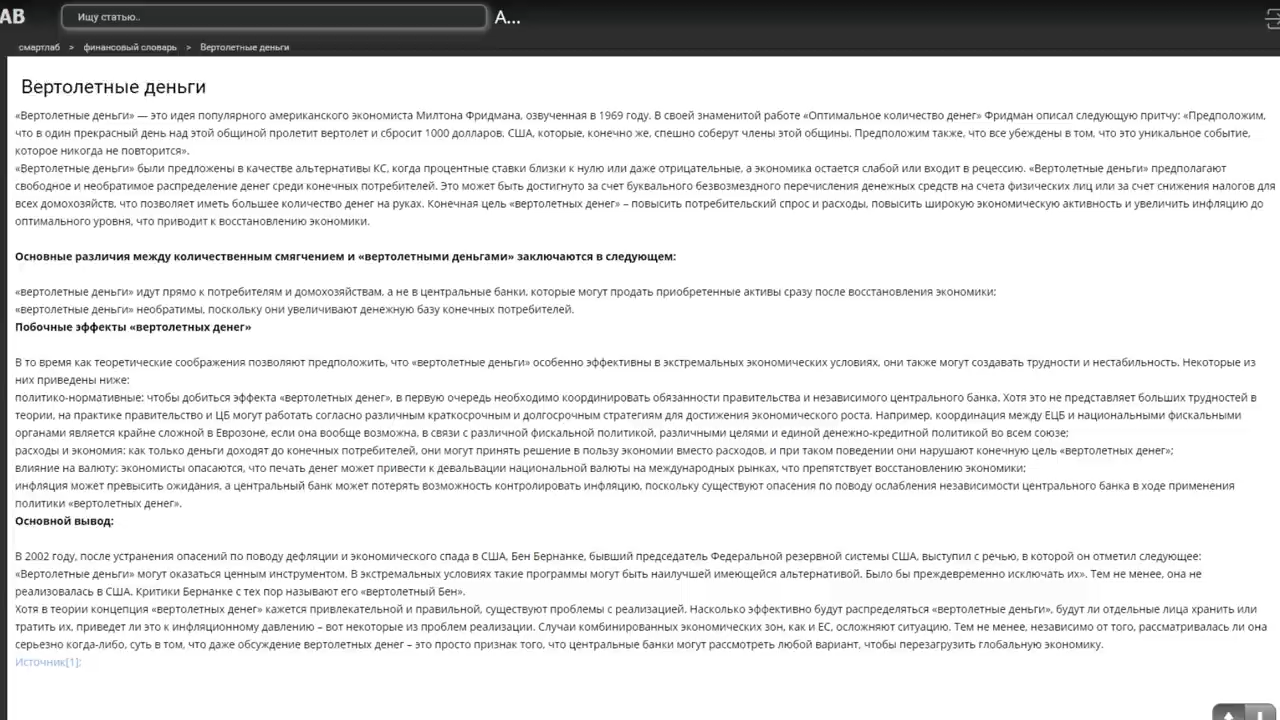 АВ
Ищу статью..
А...
смартлаб > финансовый словарь > Вертолетные деньги
Вертолетные деньги
«Вертолетные деньги» — это идея популярного американского экономиста Милтона Фридмана, озвученная в 1969 году. В своей знаменитой работе «Оптимальное количество денег» Фридман описал следующую притчу: «Предположим,
что в один прекрасный день над этой общиной пролетит вертолет и сбросит 1000 долларов. США, которые, конечно же, спешно соберут члены этой общины. Предположим также, что все убеждены в том, что это уникальное событие,
которое никогда не повторится».
«Вертолетные деньги» были предложены в качестве альтернативы КС, когда процентные ставки близки к нулю или даже отрицательные, а экономика остается слабой или входит в рецессию. «Вертолетные деньги» предполагают
свободное и необратимое распределение денег среди конечных потребителей. Это может быть достигнуто за счет буквального безвозмездного перечисления денежных средств на счета физических лиц или за счет снижения налогов для
всех домохозяйств, что позволяет иметь большее количество денег на руках. Конечная цель «вертолетных денег» – повысить потребительский спрос и расходы, повысить широкую экономическую активность и увеличить инфляцию до
оптимального уровня, что приводит к восстановлению экономики.
Основные различия между количественным смягчением и «вертолетными деньгами» заключаются в следующем:
«вертолетные деньги» идут прямо к потребителям и домохозяйствам, а не в центральные банки, которые могут продать приобретенные активы сразу после восстановления экономики;
«вертолетные деньги» необратимы, поскольку они увеличивают денежную базу конечных потребителей.
Побочные эффекты «вертолетных денег»
В то время как теоретические соображения позволяют предположить, что «вертолетные деньги» особенно эффективны в экстремальных экономических условиях, они также могут создавать трудности и нестабильность. Некоторые из
них приведены ниже:
политико-нормативные: чтобы добиться эффекта «вертолетных денег», в первую очередь необходимо координировать обязанности правительства и независимого центрального банка. Хотя это не представляет больших трудностей в
теории, на практике правительство и ЦБ могут работать согласно различным краткосрочным и долгосрочным стратегиям для достижения экономического роста. Например, координация между ЕЦБ и национальными фискальными
органами является крайне сложной в Еврозоне, если она вообще возможна, в связи с различной фискальной политикой, различными целями и единой денежно-кредитной политикой во всем союзе;
расходы и экономия: как только деньги доходят до конечных потребителей, они могут принять решение в пользу экономии вместо расходов, и при таком поведении они нарушают конечную цель «вертолетных денег»;
влияние на валюту: экономисты опасаются, что печать денег может привести к девальвации национальной валюты на международных рынках, что препятствует восстановлению экономики;
инфляция может превысить ожидания, а центральный банк может потерять возможность контролировать инфляцию, поскольку существуют опасения по поводу ослабления независимости центрального банка в ходе применения
политики «вертолетных денег».
Основной вывод:
В 2002 году, после устранения опасений по поводу дефляции и экономического спада в США, Бен Бернанке, бывший председатель Федеральной резервной системы США, выступил с речью, в которой он отметил следующее:
«Вертолетные деньги» могут оказаться ценным инструментом. В экстремальных условиях такие программы могут быть наилучшей имеющейся альтернативой. Было бы преждевременно исключать их». Тем не менее, она не
реализовалась в США. Критики Бернанке с тех пор называют его «вертолетный Бен».
Хотя в теории концепция «вертолетных денег» кажется привлекательной и правильной, существуют проблемы с реализацией. Насколько эффективно будут распределяться «вертолетные деньги», будут ли отдельные лица хранить или
тратить их, приведет ли это к инфляционному давлению – вот некоторые из проблем реализации. Случаи комбинированных экономических зон, как и ЕС, осложняют ситуацию. Тем не менее, независимо от того, рассматривалась ли она
серьезно когда-либо, суть в том, что даже обсуждение вертолетных денег – это просто признак того, что центральные банки могут рассмотреть любой вариант, чтобы перезагрузить глобальную экономику.
Источник[1]: